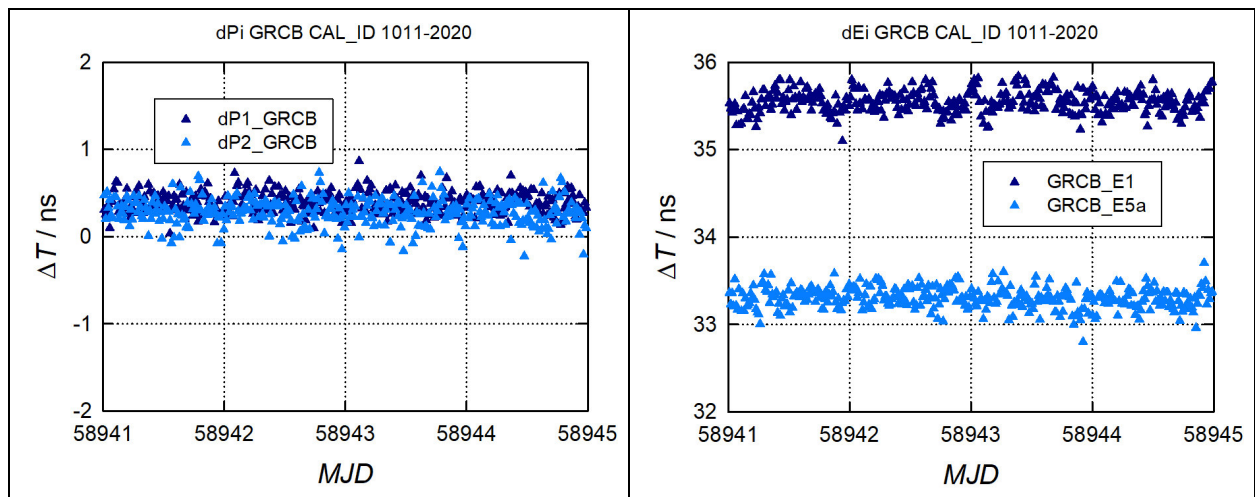 dPi GRCB CAL_ID 1011-2020
2
1
0
-1
-2
ΔT / ns
dP1_GRCB
dP2_GRCB
58941 58942 58943 58944 58945
MJD
dEi GRCB CAL_ID 1011-2020
36
35
34
33
32
ΔT / ns
GRCB_E1
GRCB_E5a
58941 58942 58943 58944 58945
MJD